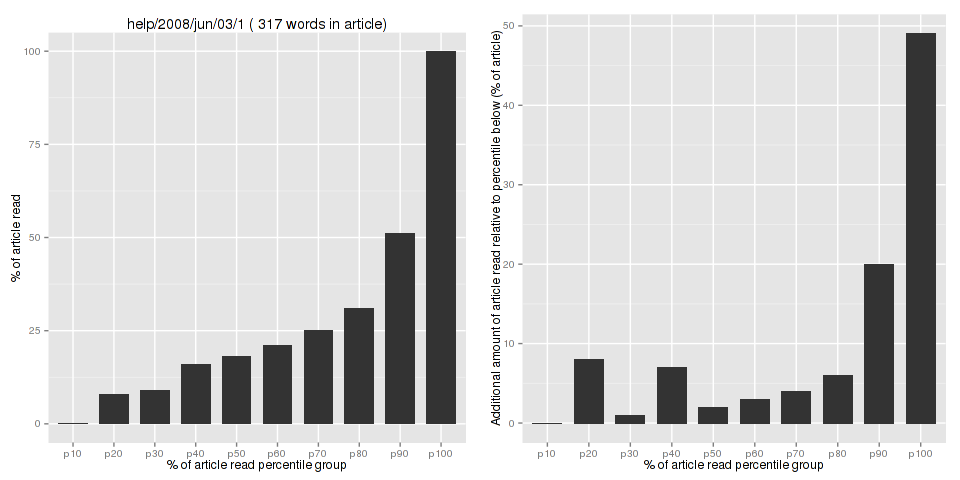 help/2008/jun/03/1 ( 317 words in article)
% of article read
100
75
50
25
0
p10 p20 p30 p40 p50 p60 p70 p80 p90 p100
% of article read percentile group
Additional amount of article read relative to percentile below (% of article)
50
40
30
20
10
0
p10 p20 p30 p40 p50 p60 p70 p80 p90 p100
% of article read percentile group